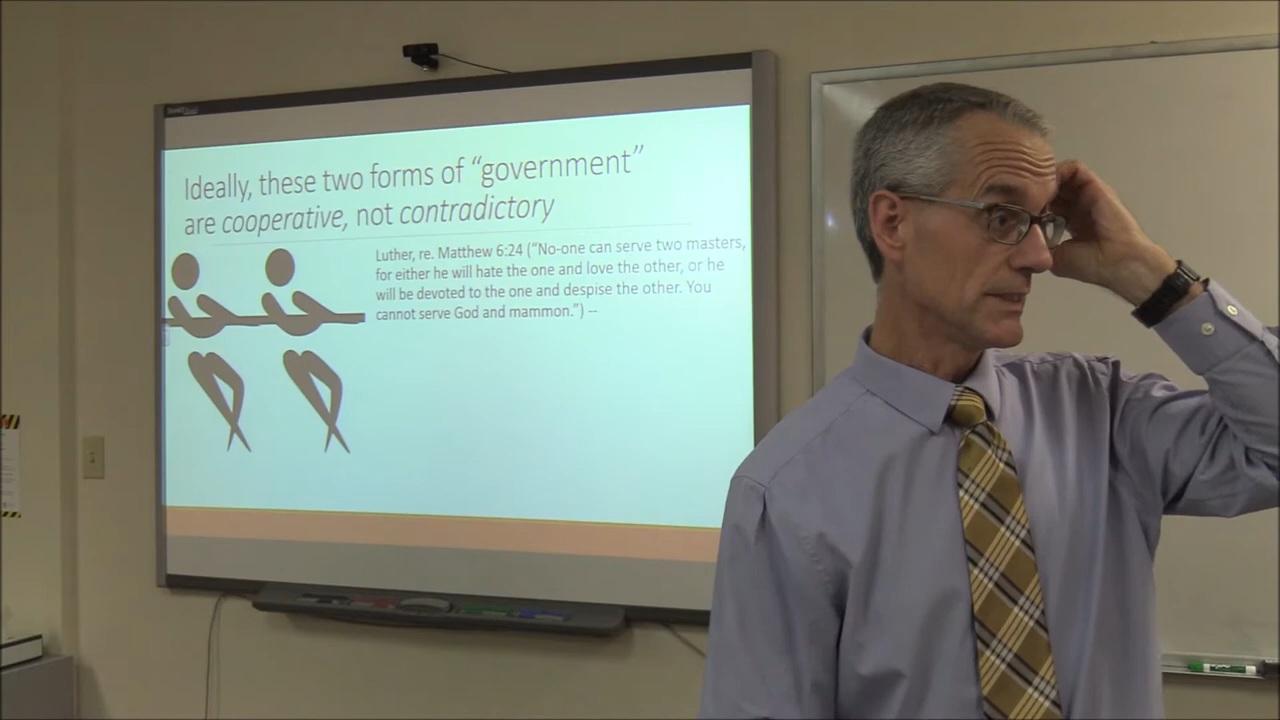 Ideally, these two forms of “government”
are cooperative, not contradictory
Luther, re. Matthew 6:24 (“No-one can serve two masters,
for either he will hate the one and love the other, or he
will be devoted to the one and despise the other. You
cannot serve God and mammon.”) --